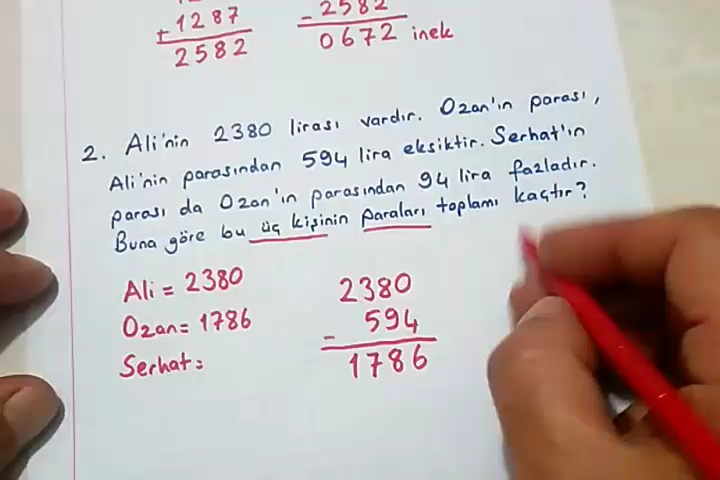 + 1287
2582
- 2582
0672 inek
2. Ali'nin 2380 lirası vardır. Ozan'ın parası,
Ali'nin parasından 594 lira eksiktir. Serhat'ın
parası da Ozan'ın parasından 94 lira fazladır.
Buna göre bu üç kişinin paraları toplamı kaçtır?
Ali = 2380
Ozan = 1786
Serhat =
2380
- 594
1786